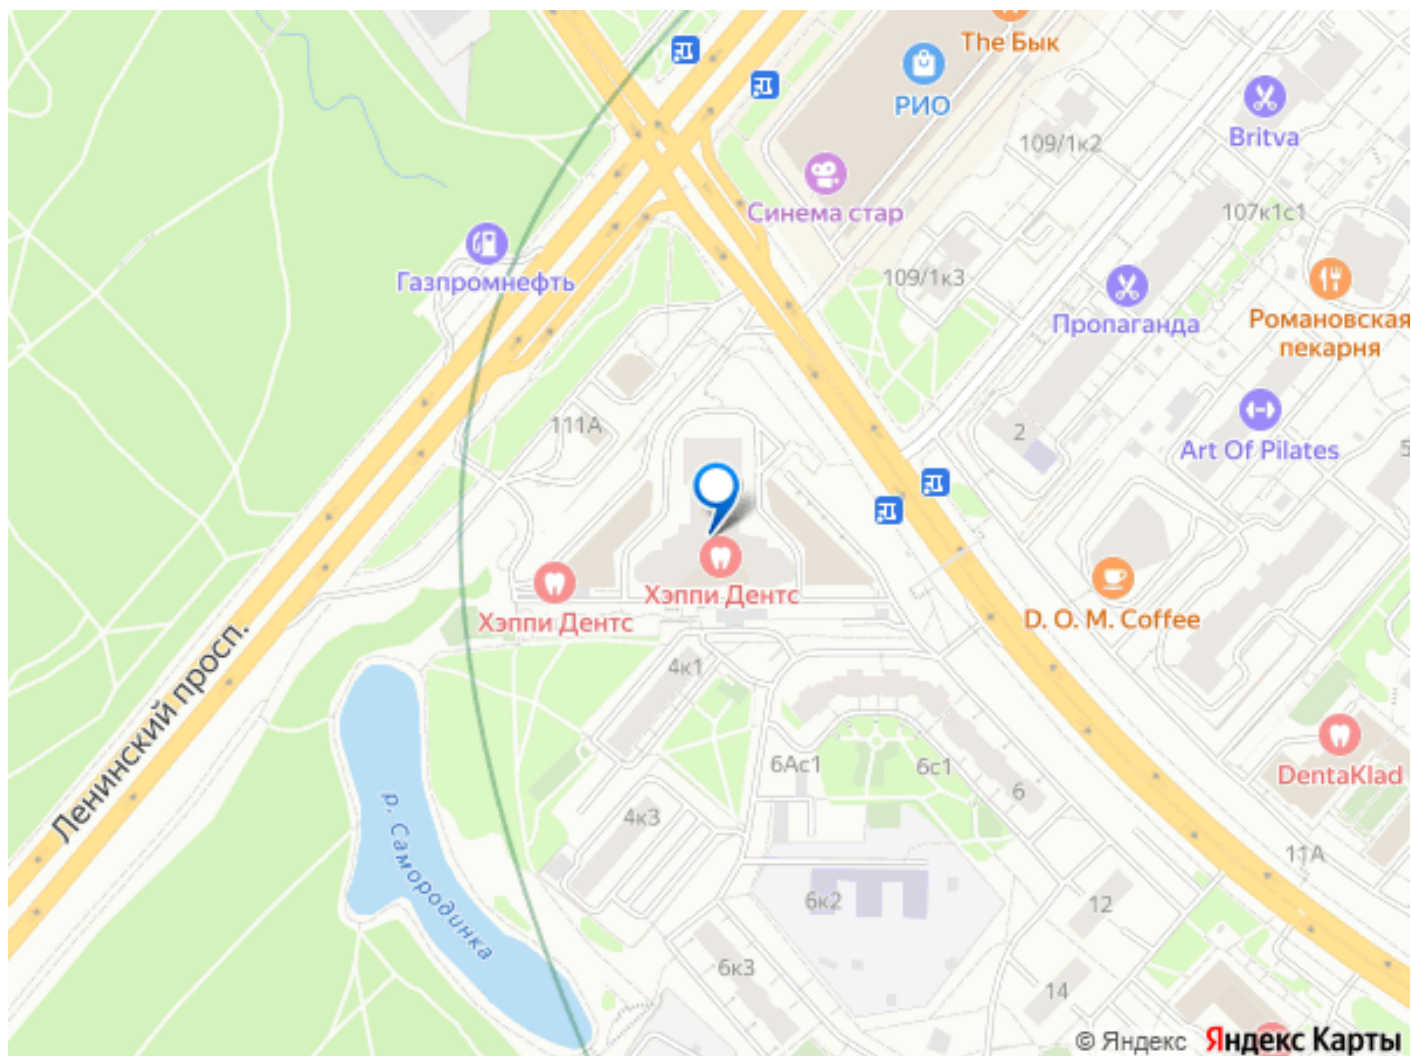 The Бык
РИО
Britva
109/1к2
Синема стар
107к1с1
Газпромнефть
109/1к3
Пропаганда
Романовская
пекарня
111А
2
Art Of Pilates
5
Хэппи Дентс
Хэппи Дентс
D. O. M. Coffee
Ленинский просп.
4к1
6Ас1
6с1
6
DentaKlad
р. Самородинка
4к3
11А
6к2
12
6к3
14
© Яндекс Яндекс Карты